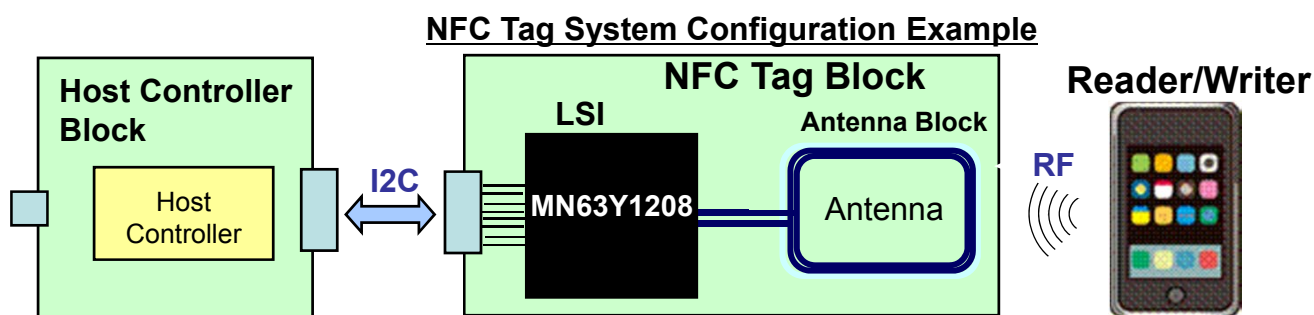 NFC Tag System Configuration Example
Host Controller
Block
Host
Controller
I2C
NFC Tag Block
LSI
MN63Y1208
Antenna Block
Antenna
RF
Reader/Writer